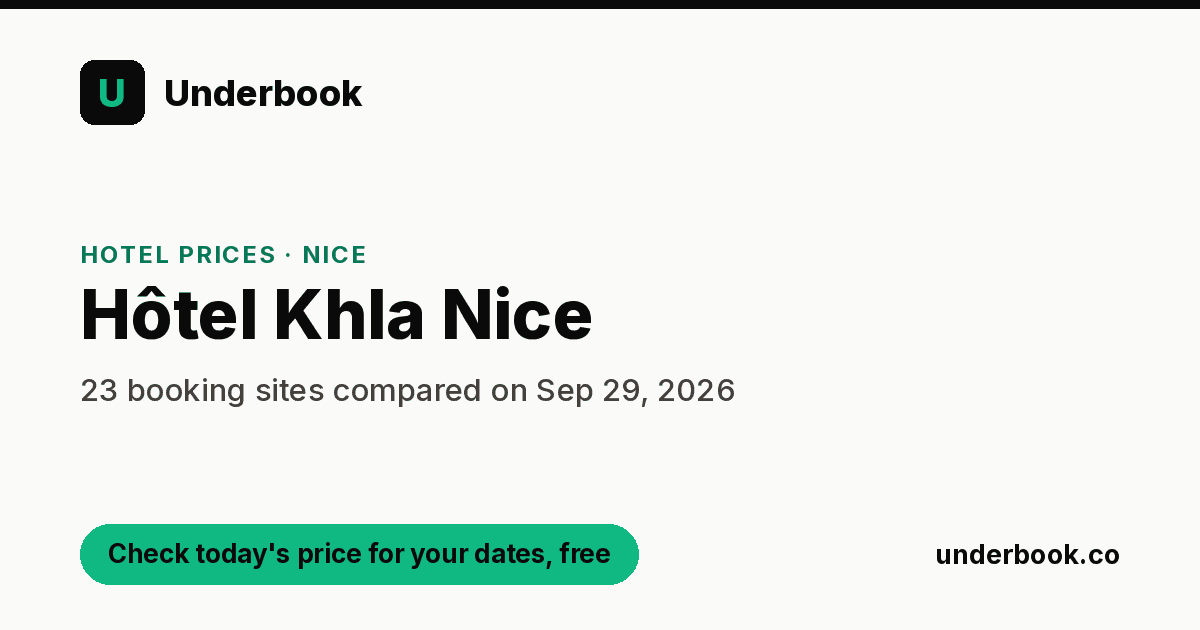 U Underbook
HOTEL PRICES · NICE
Hôtel Khla Nice
23 booking sites compared on Sep 29, 2026
Check today's price for your dates, free
underbook.co